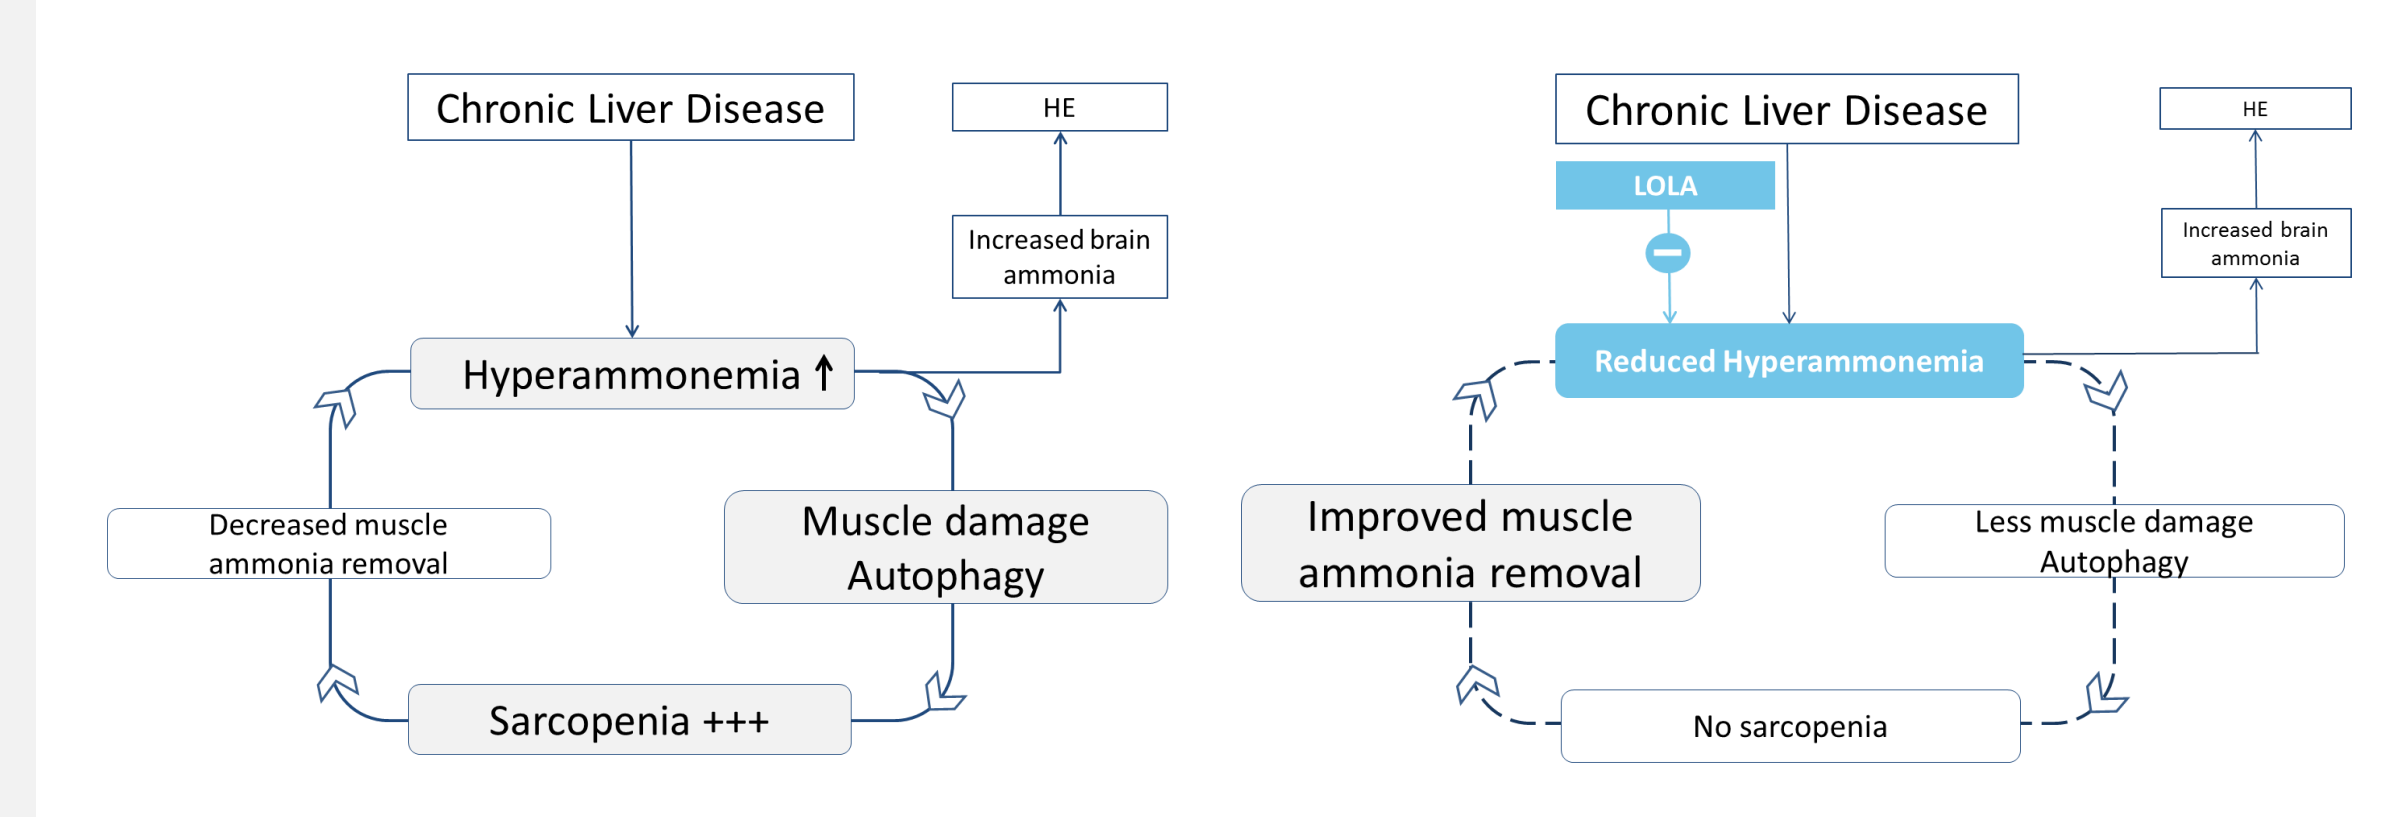 Chronic Liver Disease
HE
Increased brain
ammonia
Hyperammonemia ↑
Decreased muscle
ammonia removal
Muscle damage
Autophagy
Sarcopenia +++
Chronic Liver Disease
LOLA
HE
Increased brain
ammonia
Reduced Hyperammonemia
Improved muscle
ammonia removal
Less muscle damage
Autophagy
No sarcopenia